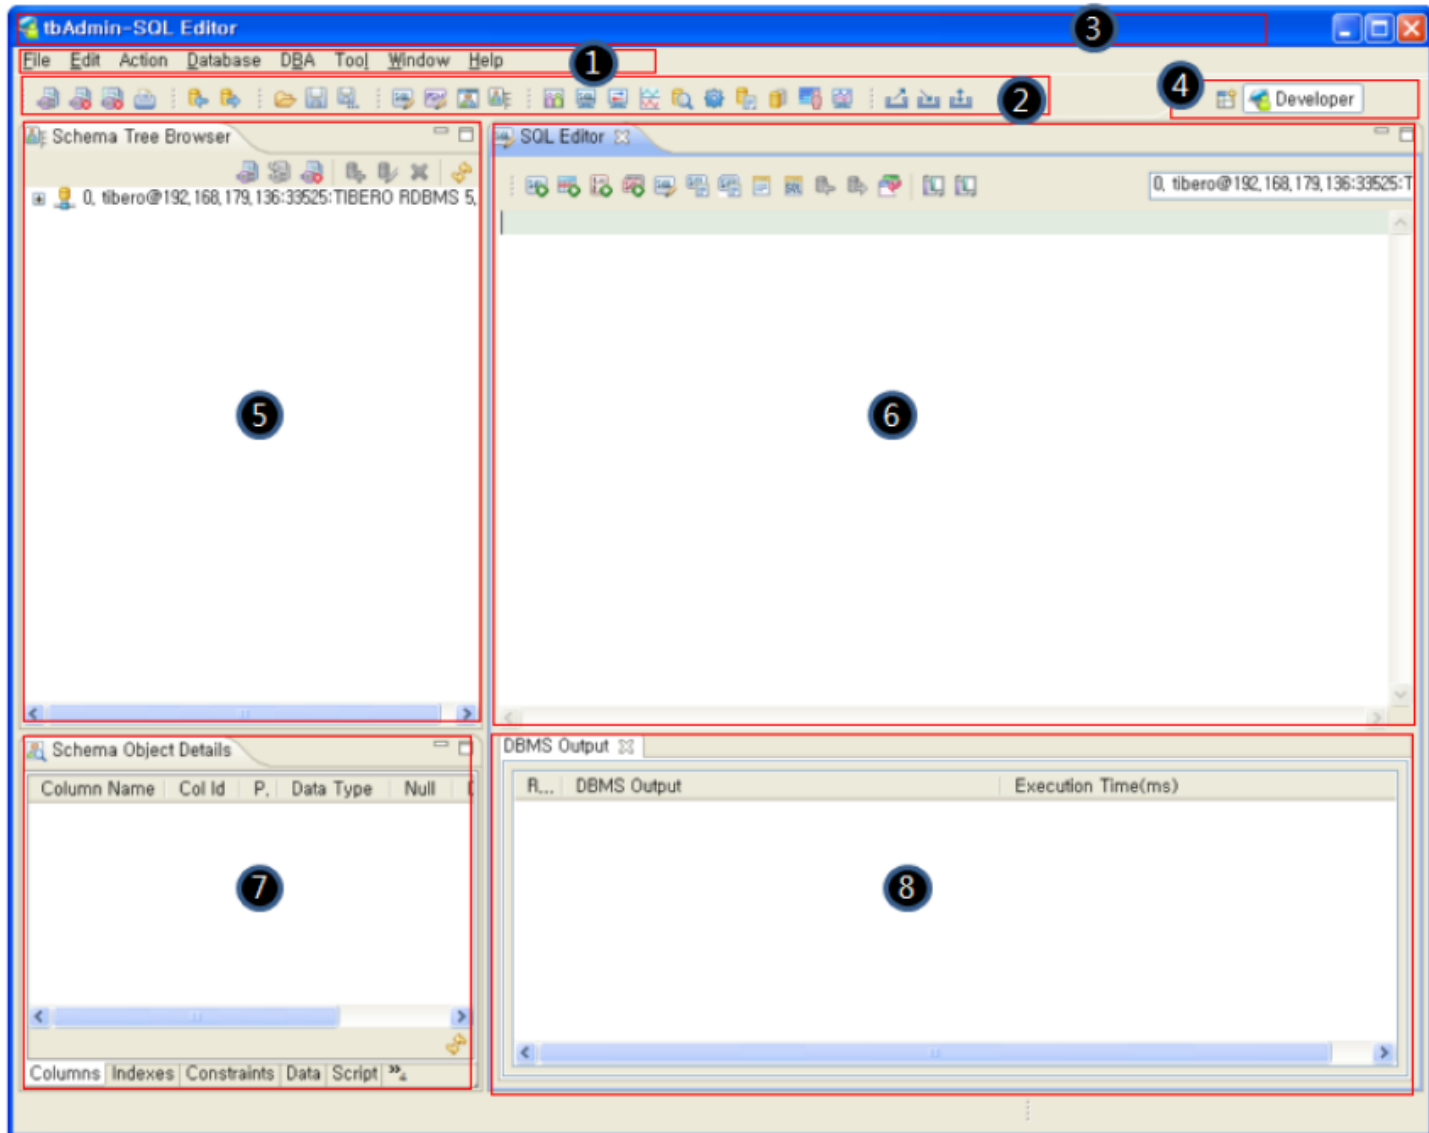 tbAdmin-SQL Editor
3
File Edit Action Database DBA Tool Window Help
1
2
4
Developer
Schema Tree Browser
0, tibero@192,168,179,136:33525:TIBERO RDBMS 5,
5
SQL Editor
0, tibero@192,168,179,136:33525:T
6
Schema Object Details
Column Name Col Id P, Data Type Null
7
Columns Indexes Constraints Data Script »4
DBMS Output
R... DBMS Output Execution Time(ms)
8